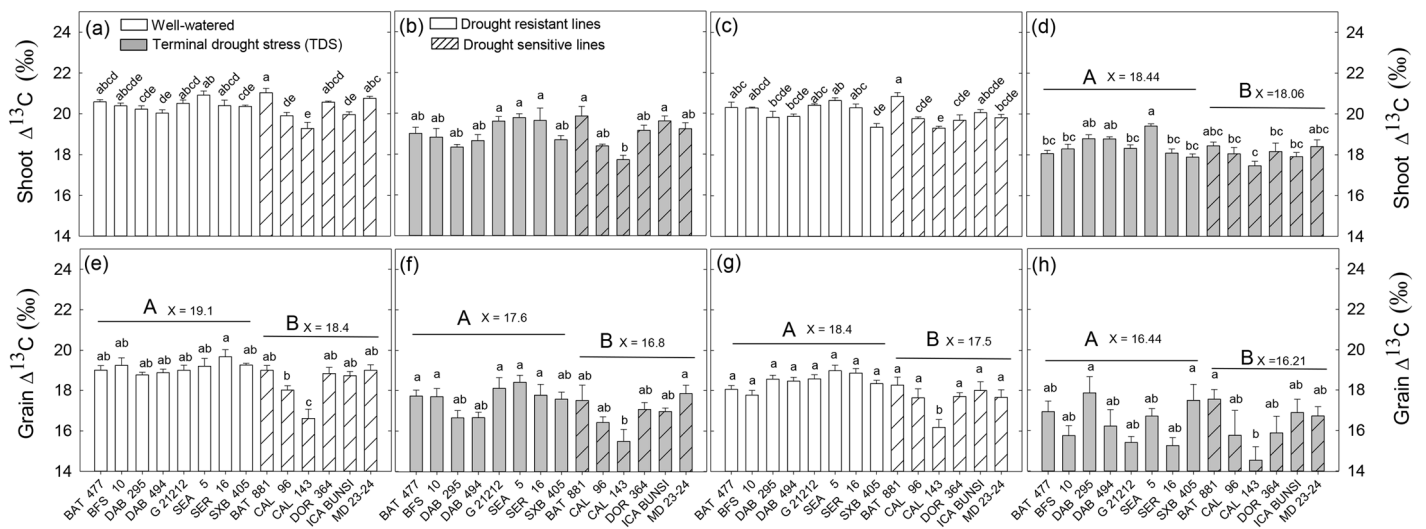 (a)
Well-watered
Terminal drought stress (TDS)
(b)
(c)
Drought resistant lines
Drought sensitive lines
(d)
Shoot Δ13C (‰)
24
22
20
18
16
14
abcd
abcde
cde
de
abcd
ab
abcd
cde
a
de
e
abcd
de
abc
ab
ab
ab
ab
a
a
a
ab
a
ab
b
ab
a
ab
abc
abcd
bcde
bcde
abc
ab
abc
de
a
cde
e
cde
abcde
bcde
A X = 18.44
B X =18.06
bc
bc
ab
ab
bc
a
bc
bc
abc
bc
c
bc
bc
abc
24
22
20
18
16
14
Shoot Δ13C (‰)
(e)
(f)
(g)
(h)
Grain Δ13C (‰)
24
22
20
18
16
14
A X = 19.1
B X = 18.4
ab
ab
ab
ab
ab
ab
a
ab
ab
b
c
ab
ab
ab
A X = 17.6
B X = 16.8
a
a
ab
ab
a
a
a
a
ab
ab
b
ab
ab
a
A X = 18.4
B X = 17.5
a
a
a
a
a
a
a
a
a
ab
b
a
a
a
A X = 16.44
B X =16.21
a
ab
a
ab
ab
a
ab
a
a
ab
b
ab
a
ab
24
22
20
18
16
14
Grain Δ13C (‰)
BAT 477
BFS 10
DAB 295
DAB 494
G 21212
SEA 5
SER 16
SXB 405
BAT 881
CAL 96
CAL 143
DOR 364
ICA BUNSI
MD 23-24
BAT 477
BFS 10
DAB 295
DAB 494
G 21212
SEA 5
SER 16
SXB 405
BAT 881
CAL 96
CAL 143
DOR 364
ICA BUNSI
MD 23-24
BAT 477
BFS 10
DAB 295
DAB 494
G 21212
SEA 5
SER 16
SXB 405
BAT 881
CAL 96
CAL 143
DOR 364
ICA BUNSI
MD 23-24
BAT 477
BFS 10
DAB 295
DAB 494
G 21212
SEA 5
SER 16
SXB 405
BAT 881
CAL 96
CAL 143
DOR 364
ICA BUNSI
MD 23-24